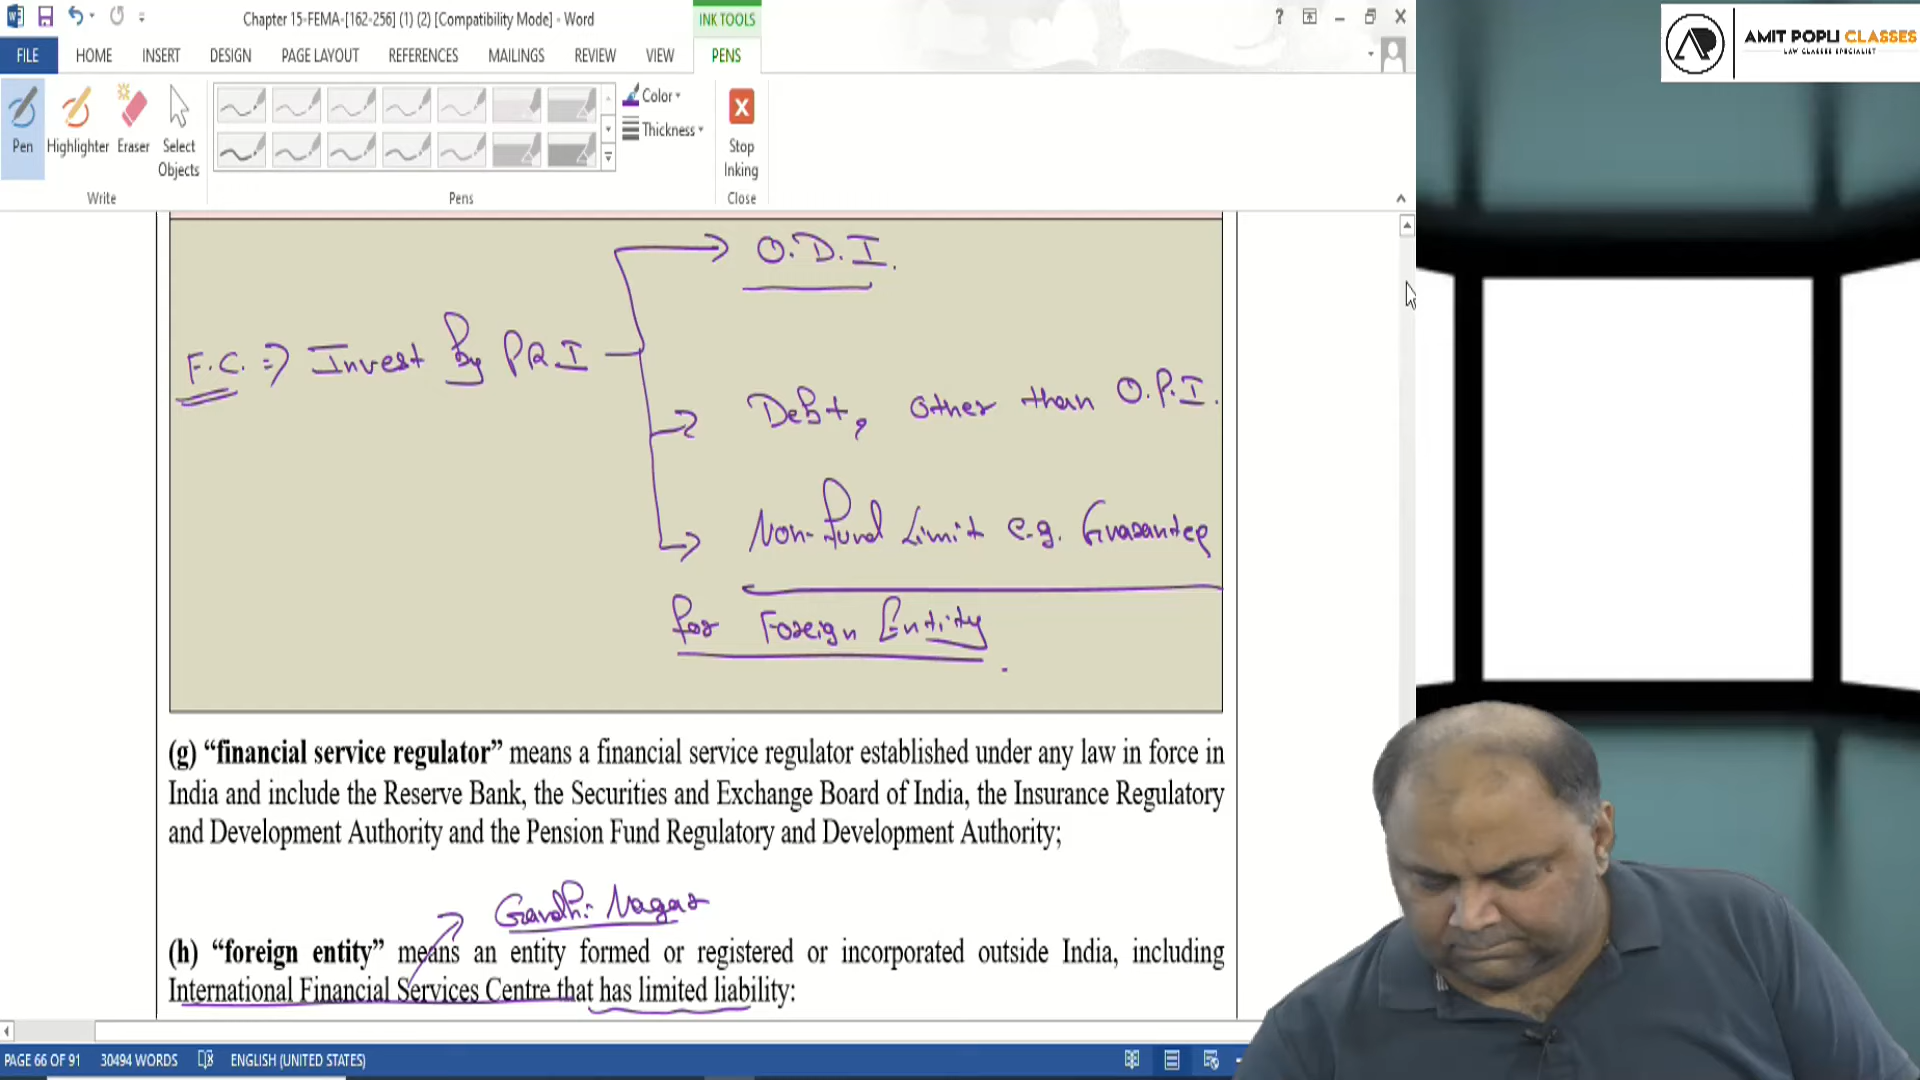 Chapter 15-FEMA-[162-256] (1) (2) [Compatibility Mode] - Word
INK TOOLS
?
AMIT POPLI CLASSES
LAW CLASSES SPECIALIST
FILE HOME INSERT DESIGN PAGE LAYOUT REFERENCES MAILINGS REVIEW VIEW PENS
Pen Highlighter Eraser Select Objects
Color
Thickness
Stop Inking
Write Pens Close
O.D.I.
F.C. => Invest By PRI
Debt, other than O.P.I.
Non-fund Limit e.g. Guarantee
for Foreign Entity.
(g) “financial service regulator” means a financial service regulator established under any law in force in
India and include the Reserve Bank, the Securities and Exchange Board of India, the Insurance Regulatory
and Development Authority and the Pension Fund Regulatory and Development Authority;
Gandhi Nagar
(h) “foreign entity” means an entity formed or registered or incorporated outside India, including
International Financial Services Centre that has limited liability:
PAGE 66 OF 91 30494 WORDS ENGLISH (UNITED STATES)